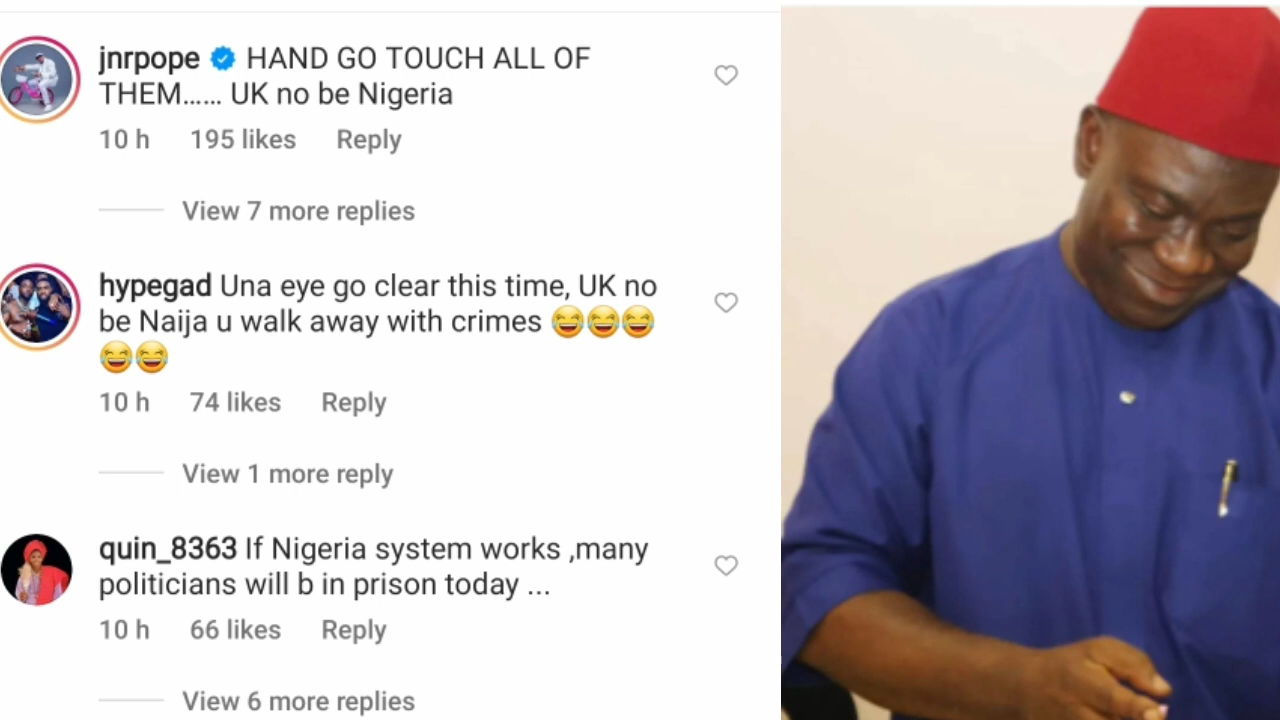 jnrpope HAND GO TOUCH ALL OF
THEM...... UK no be Nigeria
10 h 195 likes Reply
View 7 more replies
hypegad Una eye go clear this time, UK no
be Naija u walk away with crimes 😂😂😂
😂😂
10 h 74 likes Reply
View 1 more reply
quin_8363 If Nigeria system works ,many
politicians will b in prison today ...
10 h 66 likes Reply
View 6 more replies